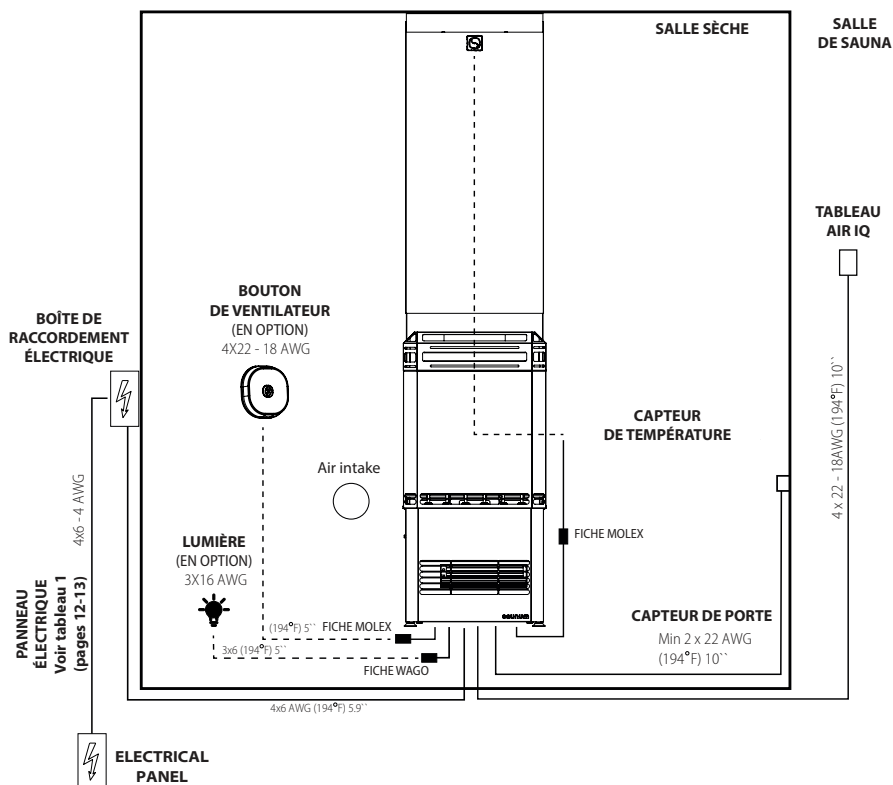 SALLE SÈCHE
SALLE
DE SAUNA
TABLEAU
AIR IQ
BOUTON
DE VENTILATEUR
(EN OPTION)
4X22 - 18 AWG
BOÎTE DE
RACCORDEMENT
ÉLECTRIQUE
CAPTEUR
DE TEMPÉRATURE
4 x 22 - 18AWG (194°F) 10``
Air intake
4x6 - 4 AWG
FICHE MOLEX
LUMIÈRE
(EN OPTION)
3X16 AWG
PANNEAU
ÉLECTRIQUE
Voir tableau 1
(pages 12-13)
CAPTEUR DE PORTE
Min 2 x 22 AWG
(194°F) 10``
(194°F) 5``
FICHE MOLEX
saunum
3x6 (194°F) 5``
FICHE WAGO
4x6 AWG (194°F) 5.9``
ELECTRICAL
PANEL